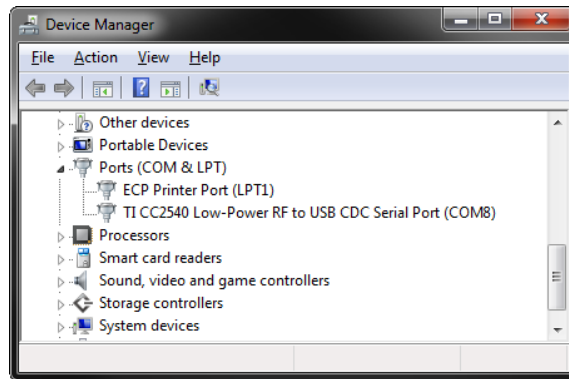 Device Manager
File Action View Help
Other devices
Portable Devices
Ports (COM & LPT)
ECP Printer Port (LPT1)
TI CC2540 Low-Power RF to USB CDC Serial Port (COM8)
Processors
Smart card readers
Sound, video and game controllers
Storage controllers
System devices